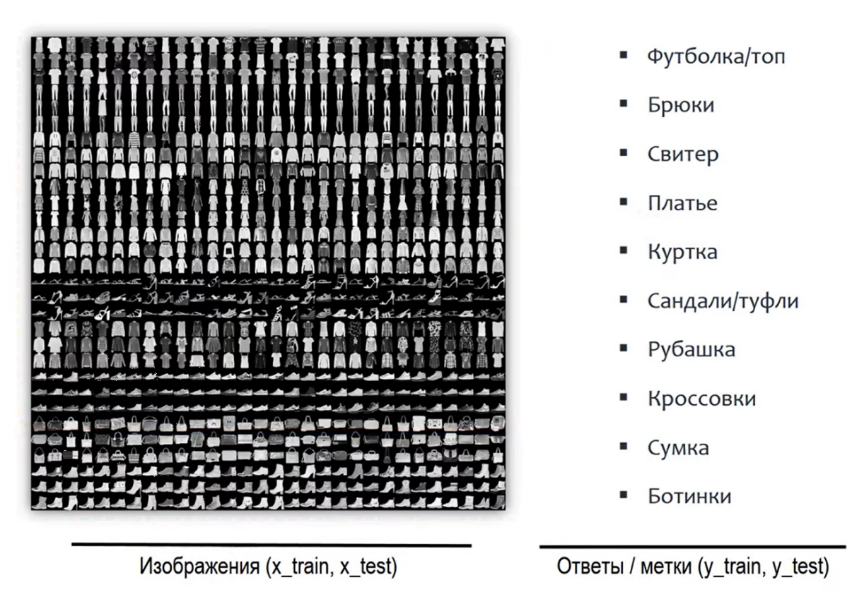 ▪ Футболка/топ
▪ Брюки
▪ Свитер
▪ Платье
▪ Куртка
▪ Сандали/туфли
▪ Рубашка
▪ Кроссовки
▪ Сумка
▪ Ботинки
Изображения (x_train, x_test)
Ответы / метки (y_train, y_test)